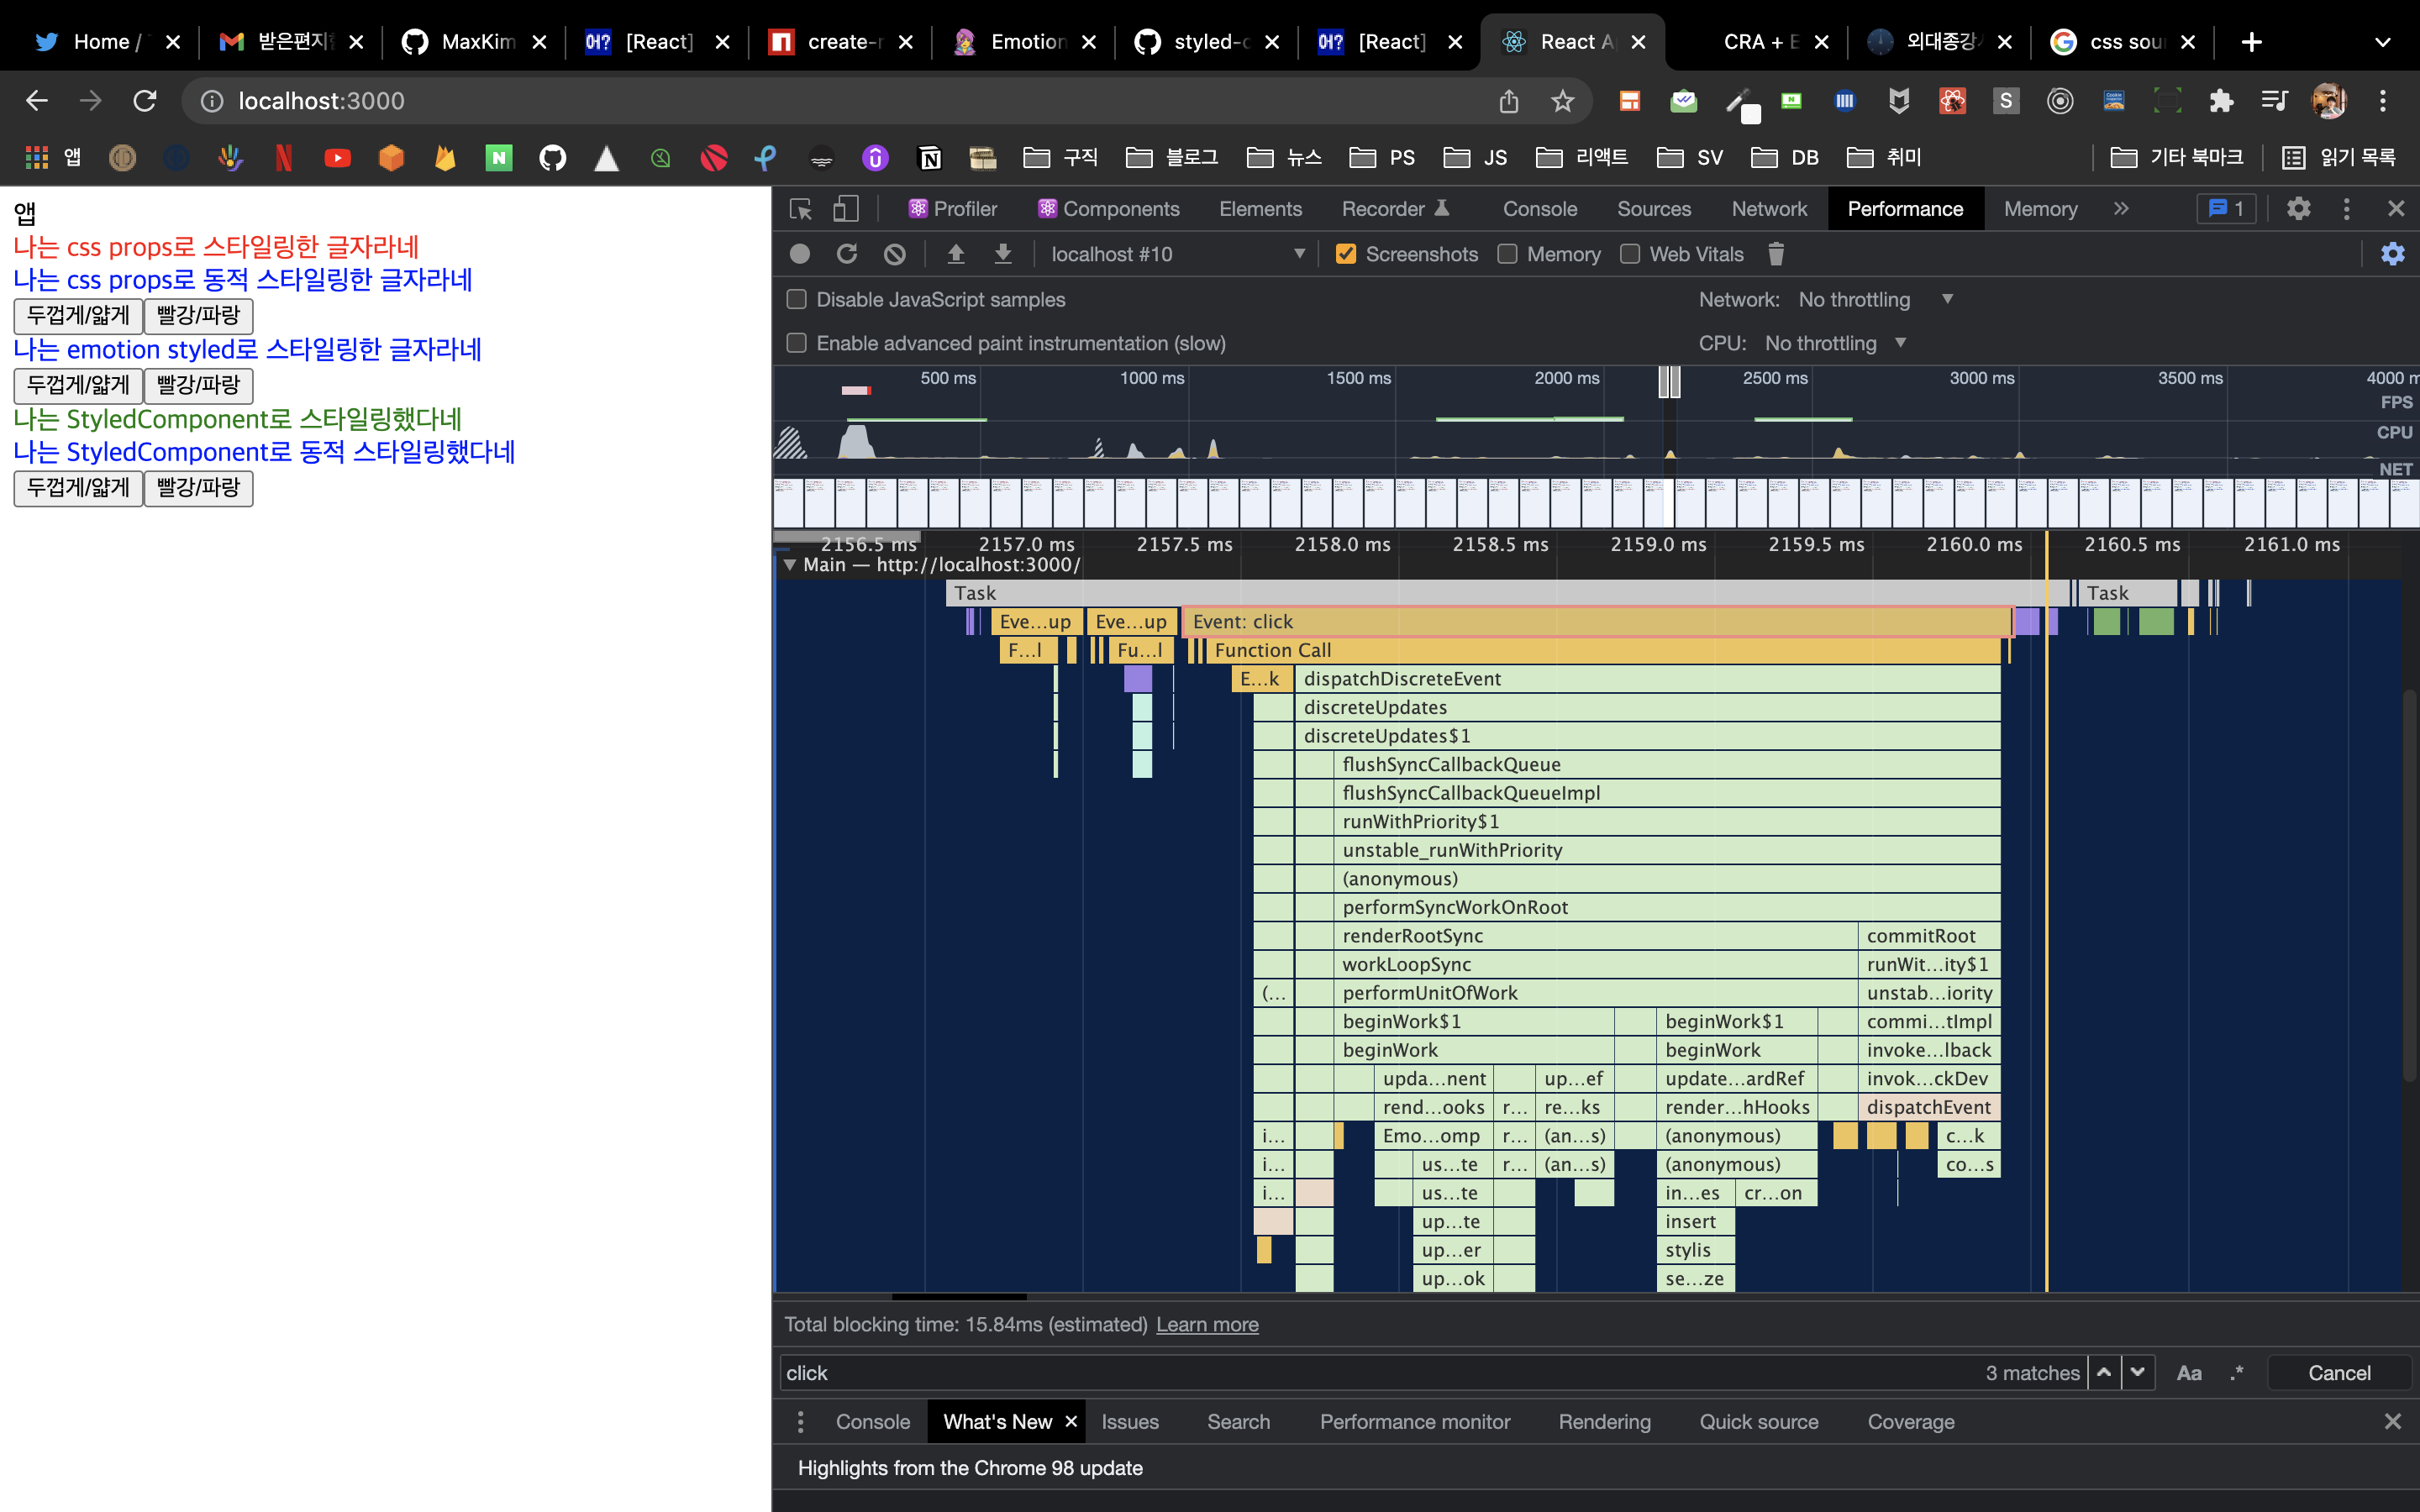 Home /
받은편지함
MaxKim
[React]
create-r
Emotion
styled-c
[React]
React A
CRA + E
외대종강
css sou
localhost:3000
앱
구직
블로그
뉴스
PS
JS
리액트
SV
DB
취미
기타 북마크
읽기 목록
앱
나는 css props로 스타일링한 글자라네
나는 css props로 동적 스타일링한 글자라네
두껍게/얇게 빨강/파랑
나는 emotion styled로 스타일링한 글자라네
두껍게/얇게 빨강/파랑
나는 StyledComponent로 스타일링했다네
나는 StyledComponent로 동적 스타일링했다네
두껍게/얇게 빨강/파랑
Profiler Components Elements Recorder Console Sources Network Performance Memory 1
localhost #10 Screenshots Memory Web Vitals
Disable JavaScript samples Network: No throttling
Enable advanced paint instrumentation (slow) CPU: No throttling
500 ms 1000 ms 1500 ms 2000 ms 2500 ms 3000 ms 3500 ms 4000 m
FPS
CPU
NET
2156.5 ms 2157.0 ms 2157.5 ms 2158.0 ms 2158.5 ms 2159.0 ms 2159.5 ms 2160.0 ms 2160.5 ms 2161.0 ms
Main — http://localhost:3000/
Task Task
Eve…up Eve…up Event: click
F…l Fu…l Function Call
E…k dispatchDiscreteEvent
discreteUpdates
discreteUpdates$1
flushSyncCallbackQueue
flushSyncCallbackQueueImpl
runWithPriority$1
unstable_runWithPriority
(anonymous)
performSyncWorkOnRoot
renderRootSync commitRoot
workLoopSync runWit…ity$1
(… performUnitOfWork unstab…iority
beginWork$1 beginWork$1 commi…tImpl
beginWork beginWork invoke…lback
upda…nent up…ef update…ardRef invok…ckDev
rend…ooks r… re…ks render…hHooks dispatchEvent
i… Emo…omp r… (an…s) (anonymous) c…k
i… us…te r… (an…s) (anonymous) co…s
i… us…te in…es cr…on
up…te insert
up…er stylis
up…ok se…ze
Total blocking time: 15.84ms (estimated) Learn more
click 3 matches Aa .* Cancel
Console What's New Issues Search Performance monitor Rendering Quick source Coverage
Highlights from the Chrome 98 update